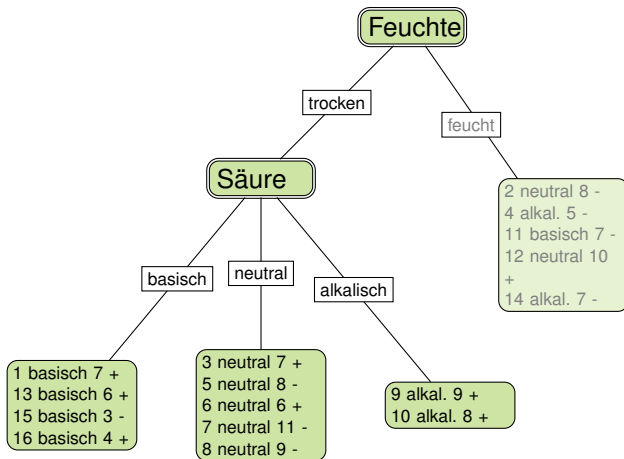 Feuchte
trocken
feucht
Säure
2 neutral 8 -
4 alkal. 5 -
11 basisch 7 -
12 neutral 10
+
14 alkal. 7 -
basisch
neutral
alkalisch
1 basisch 7 +
13 basisch 6 +
15 basisch 3 -
16 basisch 4 +
3 neutral 7 +
5 neutral 8 -
6 neutral 6 +
7 neutral 11 -
8 neutral 9 -
9 alkal. 9 +
10 alkal. 8 +